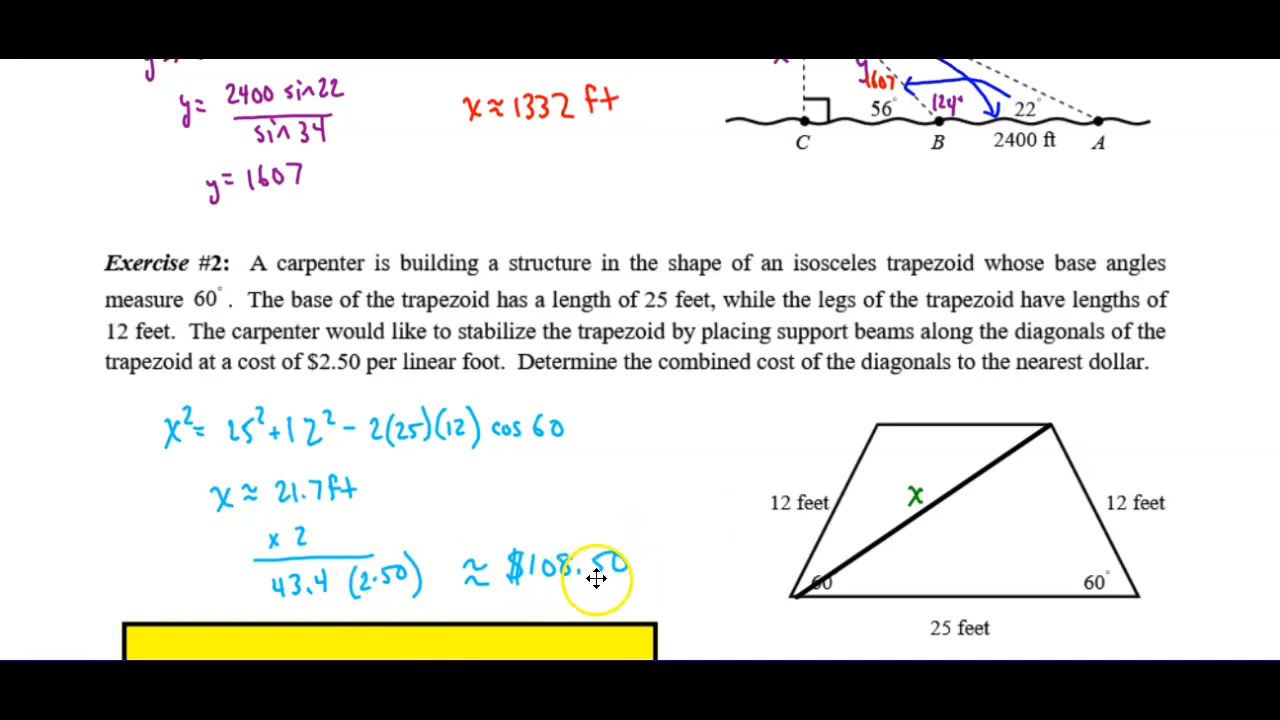 y = 2400 sin 22
sin 34
x ≈ 1332 ft
y = 1607
y
1607
56°
124°
22°
C
B
2400 ft
A
Exercise #2: A carpenter is building a structure in the shape of an isosceles trapezoid whose base angles
measure 60°. The base of the trapezoid has a length of 25 feet, while the legs of the trapezoid have lengths of
12 feet. The carpenter would like to stabilize the trapezoid by placing support beams along the diagonals of the
trapezoid at a cost of $2.50 per linear foot. Determine the combined cost of the diagonals to the nearest dollar.
x² = 25² + 12² - 2(25)(12) cos 60
x ≈ 21.7 ft
x 2
43.4 (2.50) ≈ $108.50
12 feet
x
12 feet
60
60°
25 feet